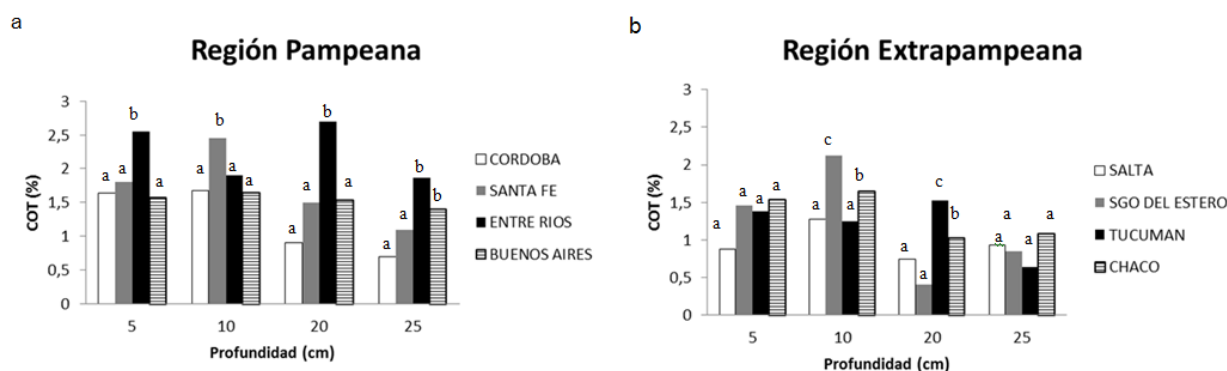 a
Región Pampeana
3
2,5
2
1,5
1
0,5
0
COT (%)
a a b a
a b a a
a a b a
a a b b
5 10 20 25
Profundidad (cm)
CORDOBA
SANTA FE
ENTRE RIOS
BUENOS AIRES
b
Región Extrapampeana
3
2,5
2
1,5
1
0,5
0
COT (%)
a a a a
a c a b
a a c b
a a a a
5 10 20 25
Profundidad (cm)
SALTA
SGO DEL ESTERO
TUCUMAN
CHACO